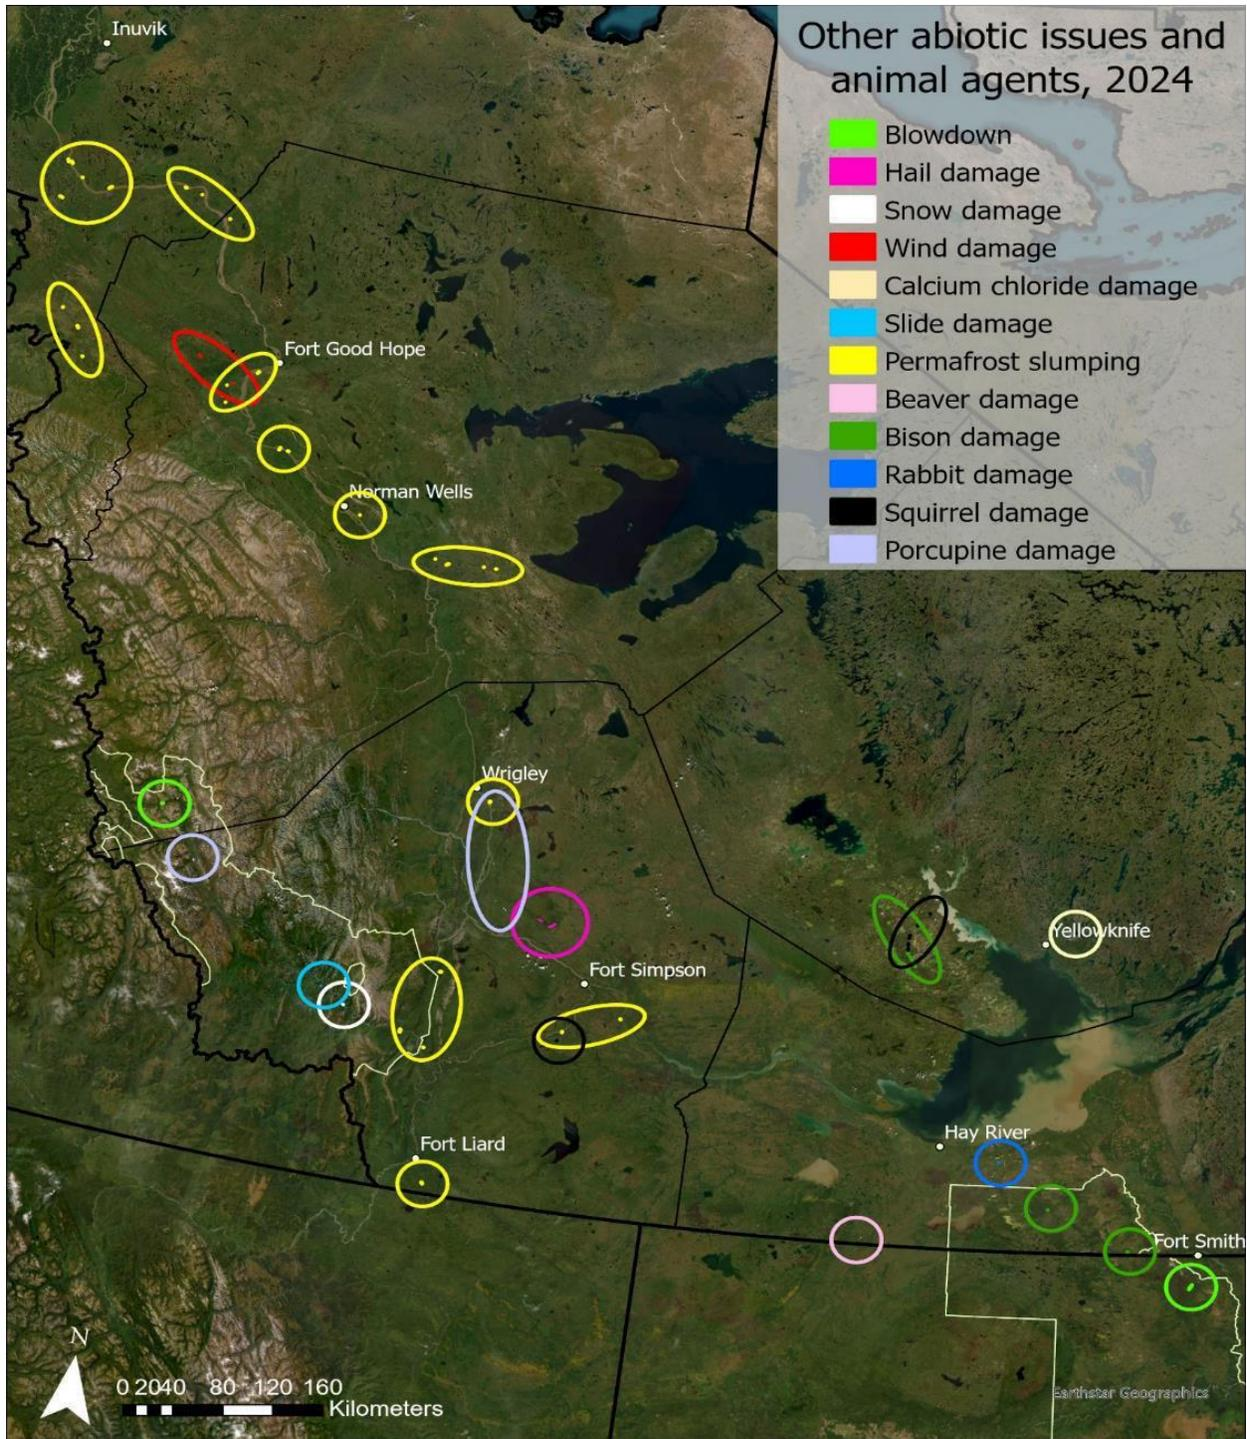 Inuvik
Other abiotic issues and
animal agents, 2024
Blowdown
Hail damage
Snow damage
Wind damage
Calcium chloride damage
Slide damage
Permafrost slumping
Beaver damage
Bison damage
Rabbit damage
Squirrel damage
Porcupine damage
Fort Good Hope
Norman Wells
Wrigley
Yellowknife
Fort Simpson
Hay River
Fort Liard
Fort Smith
N
0 20 40 80 120 160
Kilometers
Earthstar Geographics